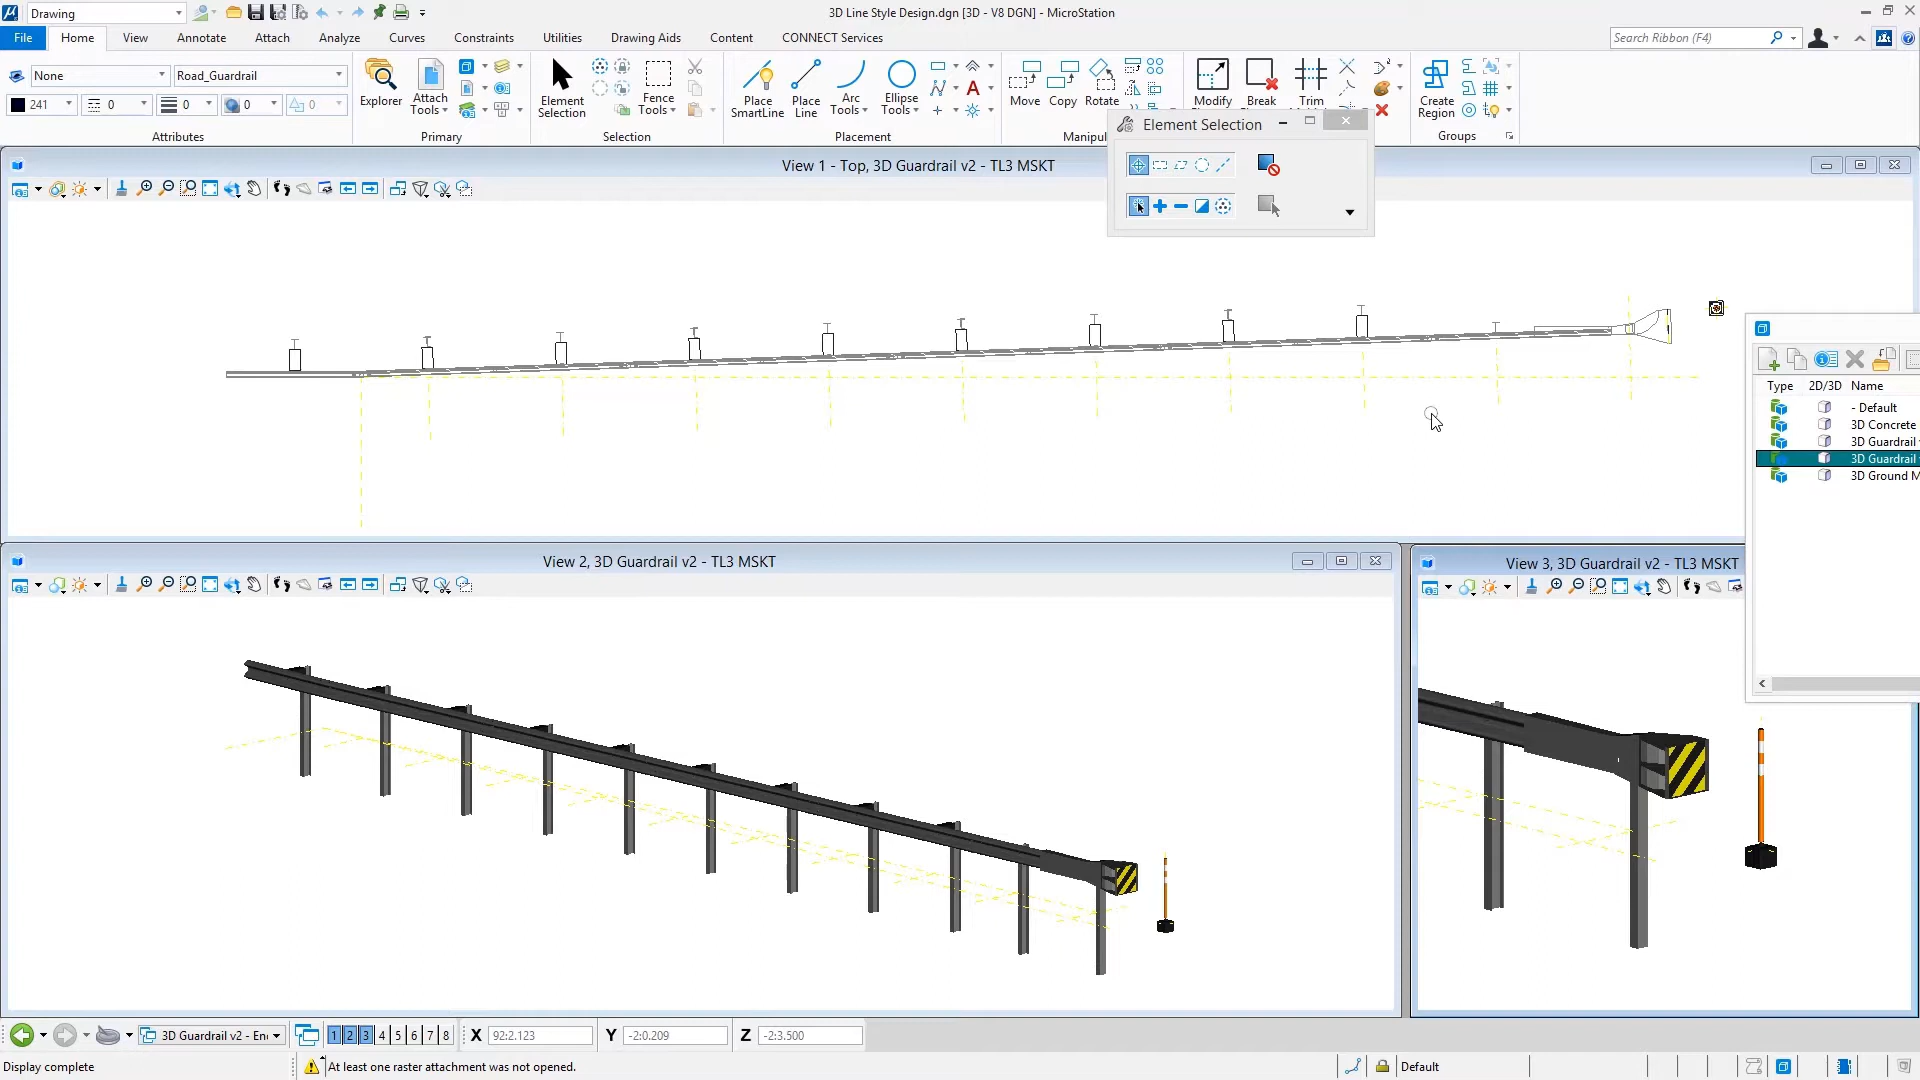 Drawing
3D Line Style Design.dgn [3D - V8 DGN] - MicroStation
File Home View Annotate Attach Analyze Curves Constraints Utilities Drawing Aids Content CONNECT Services
Search Ribbon (F4)
None Road_Guardrail
241 0 0 0 0
Explorer Attach Tools Element Selection Fence Tools Place SmartLine Place Line Arc Tools Ellipse Tools Move Copy Rotate Modify Break Trim Create Region
Attributes Primary Selection Placement Manipul Groups
Element Selection
View 1 - Top, 3D Guardrail v2 - TL3 MSKT
Type 2D/3D Name
- Default
3D Concrete
3D Guardrail
3D Guardrail
3D Ground M
View 2, 3D Guardrail v2 - TL3 MSKT
View 3, 3D Guardrail v2 - TL3 MSKT
3D Guardrail v2 - En 1 2 3 4 5 6 7 8 X 92:2.123 Y -2:0.209 Z -2:3.500
Display complete At least one raster attachment was not opened. Default